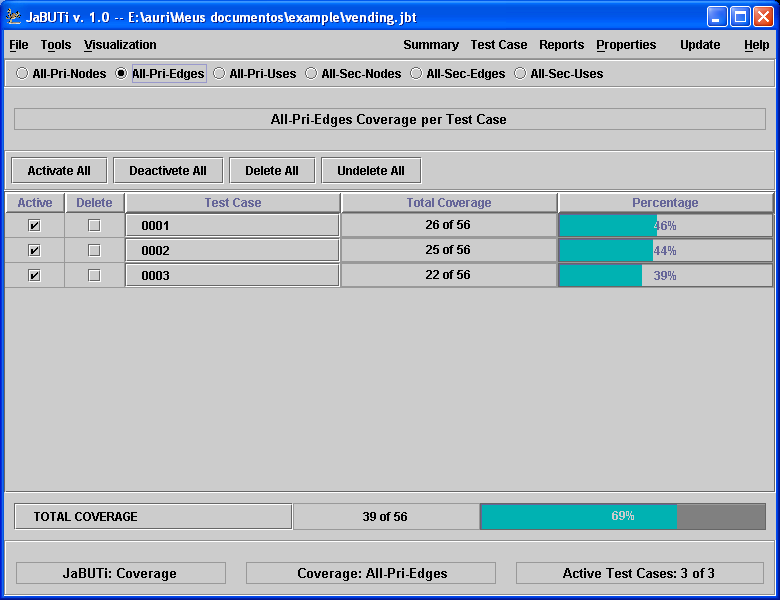 JaBUTi v. 1.0 -- E:\auri\Meus documentos\example\vending.jbt
File Tools Visualization Summary Test Case Reports Properties Update Help
All-Pri-Nodes All-Pri-Edges All-Pri-Uses All-Sec-Nodes All-Sec-Edges All-Sec-Uses
All-Pri-Edges Coverage per Test Case
Activate All Deactivete All Delete All Undelete All
Active Delete Test Case Total Coverage Percentage
0001 26 of 56 46%
0002 25 of 56 44%
0003 22 of 56 39%
TOTAL COVERAGE 39 of 56 69%
JaBUTi: Coverage Coverage: All-Pri-Edges Active Test Cases: 3 of 3